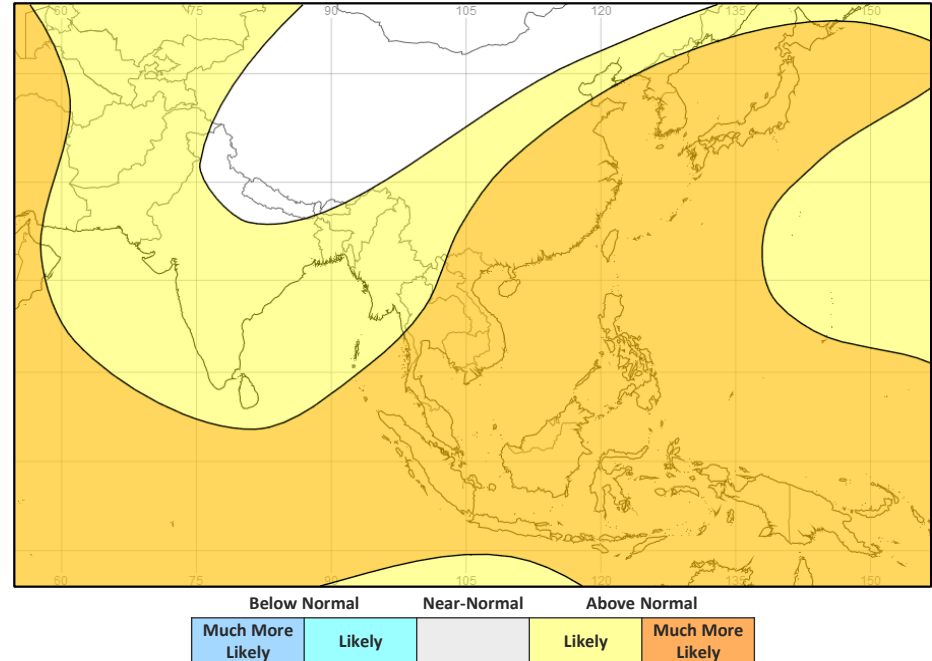 60 75 90 105 120 135 150
60 75 90 105 120 135 150
Below Normal Near-Normal Above Normal
Much More Likely Likely Much More
Likely Likely